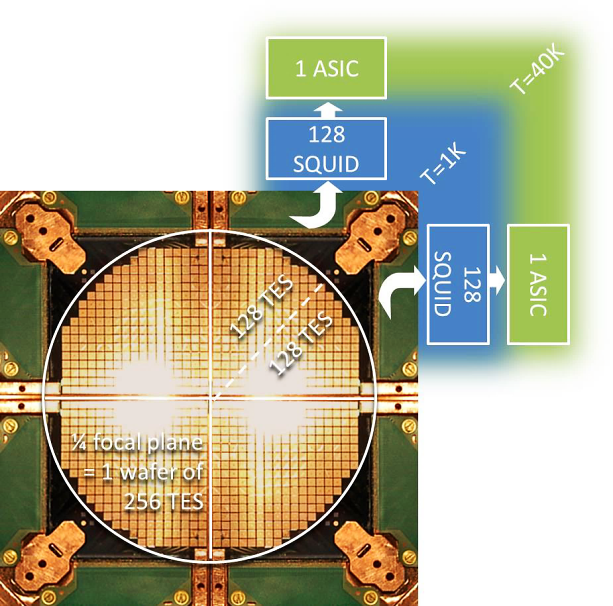 1 ASIC
T=40K
128
SQUID
T=1K
128
SQUID
1 ASIC
128 TES
128 TES
¼ focal plane
= 1 wafer of
256 TES